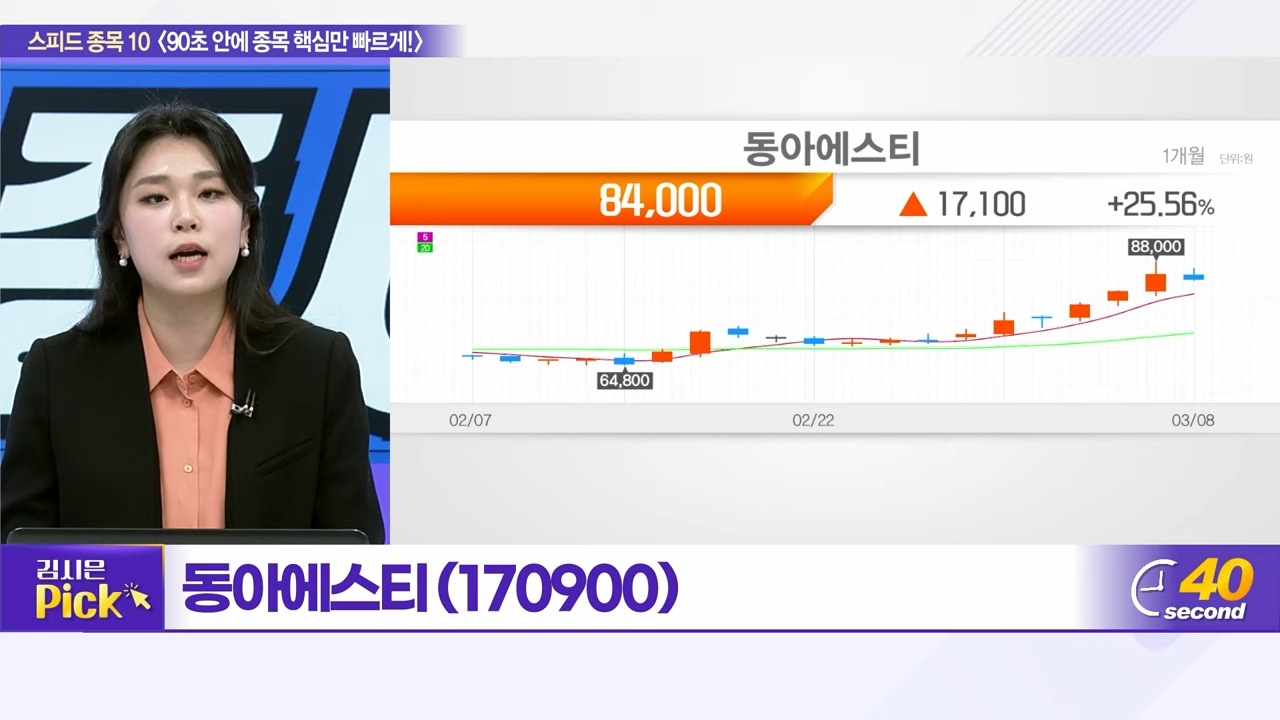 스피드 종목 10 <90초 안에 종목 핵심만 빠르게!>
동아에스티
1개월 단위:원
84,000 ▲ 17,100 +25.56%
5
20
88,000
64,800
02/07 02/22 03/08
김시은
Pick
동아에스티(170900)
40
second